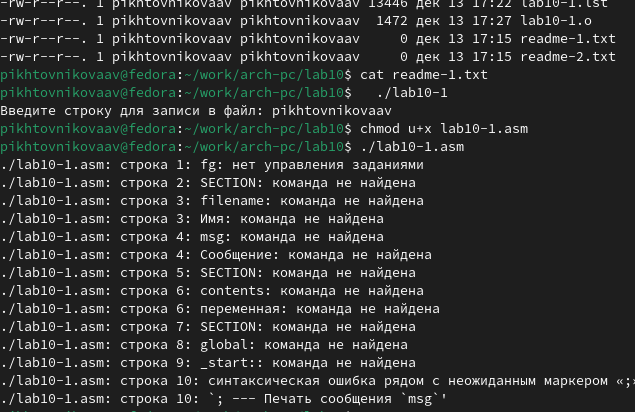 -rw-r--r--. 1 pikhtovnikovaav pikhtovnikovaav 13446 дек 13 17:22 lab10-1.lst
-rw-r--r--. 1 pikhtovnikovaav pikhtovnikovaav  1472 дек 13 17:27 lab10-1.o
-rw-r--r--. 1 pikhtovnikovaav pikhtovnikovaav     0 дек 13 17:15 readme-1.txt
-rw-r--r--. 1 pikhtovnikovaav pikhtovnikovaav     0 дек 13 17:15 readme-2.txt
pikhtovnikovaav@fedora:~/work/arch-pc/lab10$ cat readme-1.txt
pikhtovnikovaav@fedora:~/work/arch-pc/lab10$   ./lab10-1
Введите строку для записи в файл: pikhtovnikovaav
pikhtovnikovaav@fedora:~/work/arch-pc/lab10$ chmod u+x lab10-1.asm
pikhtovnikovaav@fedora:~/work/arch-pc/lab10$ ./lab10-1.asm
./lab10-1.asm: строка 1: fg: нет управления заданиями
./lab10-1.asm: строка 2: SECTION: команда не найдена
./lab10-1.asm: строка 3: filename: команда не найдена
./lab10-1.asm: строка 3: Имя: команда не найдена
./lab10-1.asm: строка 4: msg: команда не найдена
./lab10-1.asm: строка 4: Сообщение: команда не найдена
./lab10-1.asm: строка 5: SECTION: команда не найдена
./lab10-1.asm: строка 6: contents: команда не найдена
./lab10-1.asm: строка 6: переменная: команда не найдена
./lab10-1.asm: строка 7: SECTION: команда не найдена
./lab10-1.asm: строка 8: global: команда не найдена
./lab10-1.asm: строка 9: _start:: команда не найдена
./lab10-1.asm: строка 10: синтаксическая ошибка рядом с неожиданным маркером «;»
./lab10-1.asm: строка 10: `; --- Печать сообщения `msg`'